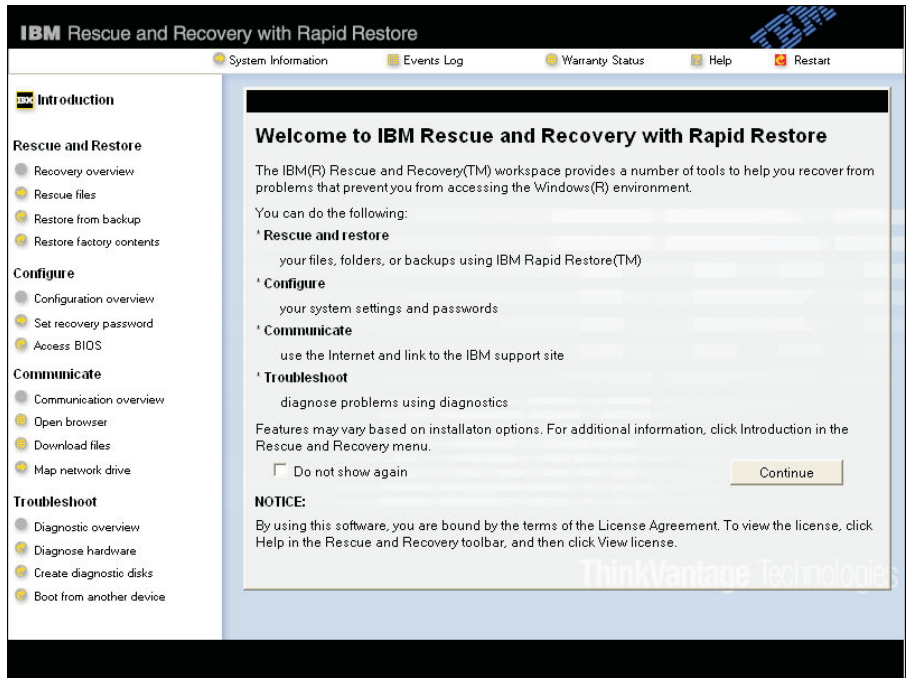 IBM Rescue and Recovery with Rapid Restore
IBM
System Information
Events Log
Warranty Status
Help
Restart
IBM Introduction
Rescue and Restore
Recovery overview
Rescue files
Restore from backup
Restore factory contents
Configure
Configuration overview
Set recovery password
Access BIOS
Communicate
Communication overview
Open browser
Download files
Map network drive
Troubleshoot
Diagnostic overview
Diagnose hardware
Create diagnostic disks
Boot from another device
Welcome to IBM Rescue and Recovery with Rapid Restore
The IBM(R) Rescue and Recovery(TM) workspace provides a number of tools to help you recover from
problems that prevent you from accessing the Windows(R) environment.
You can do the following:
* Rescue and restore
your files, folders, or backups using IBM Rapid Restore(TM)
* Configure
your system settings and passwords
* Communicate
use the Internet and link to the IBM support site
* Troubleshoot
diagnose problems using diagnostics
Features may vary based on installaton options. For additional information, click Introduction in the
Rescue and Recovery menu.
Do not show again
Continue
NOTICE:
By using this software, you are bound by the terms of the License Agreement. To view the license, click
Help in the Rescue and Recovery toolbar, and then click View license.
ThinkVantage Technologies